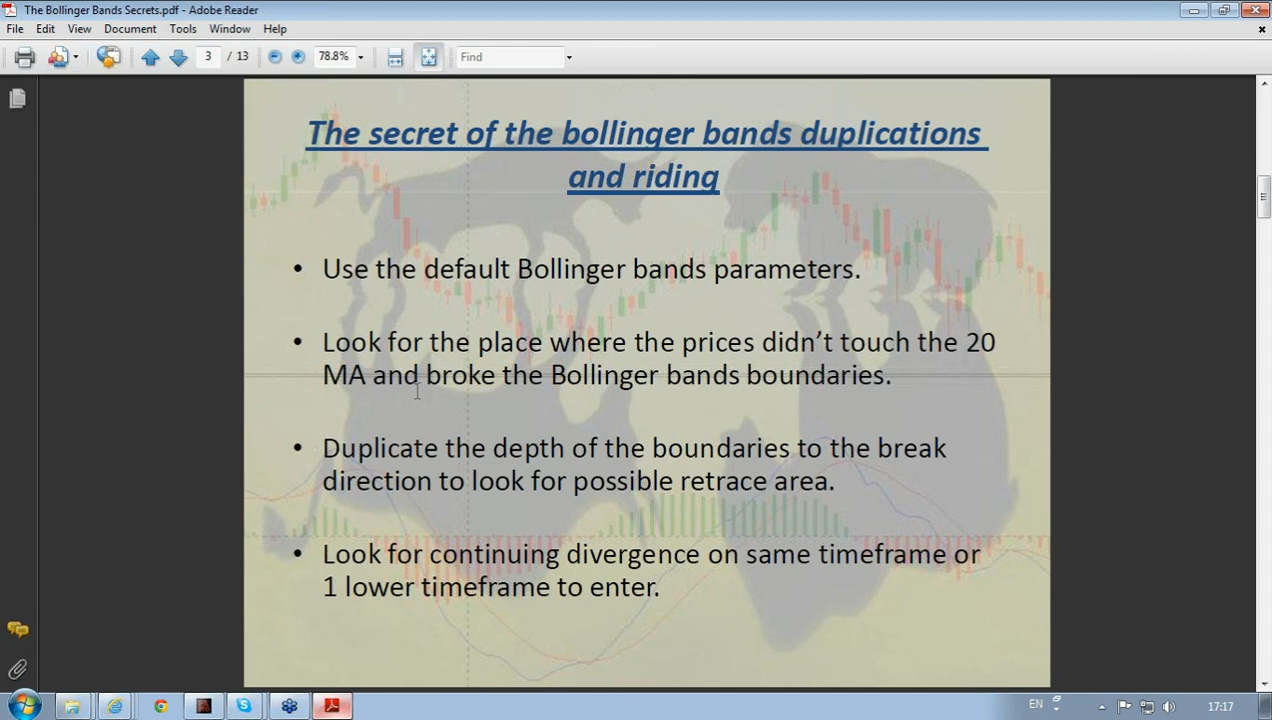 The Bollinger Bands Secrets.pdf - Adobe Reader
File Edit View Document Tools Window Help
3 / 13 78.8% Find
The secret of the bollinger bands duplications
and riding
• Use the default Bollinger bands parameters.
• Look for the place where the prices didn't touch the 20
MA and broke the Bollinger bands boundaries.
• Duplicate the depth of the boundaries to the break
direction to look for possible retrace area.
• Look for continuing divergence on same timeframe or
1 lower timeframe to enter.
EN 17:17